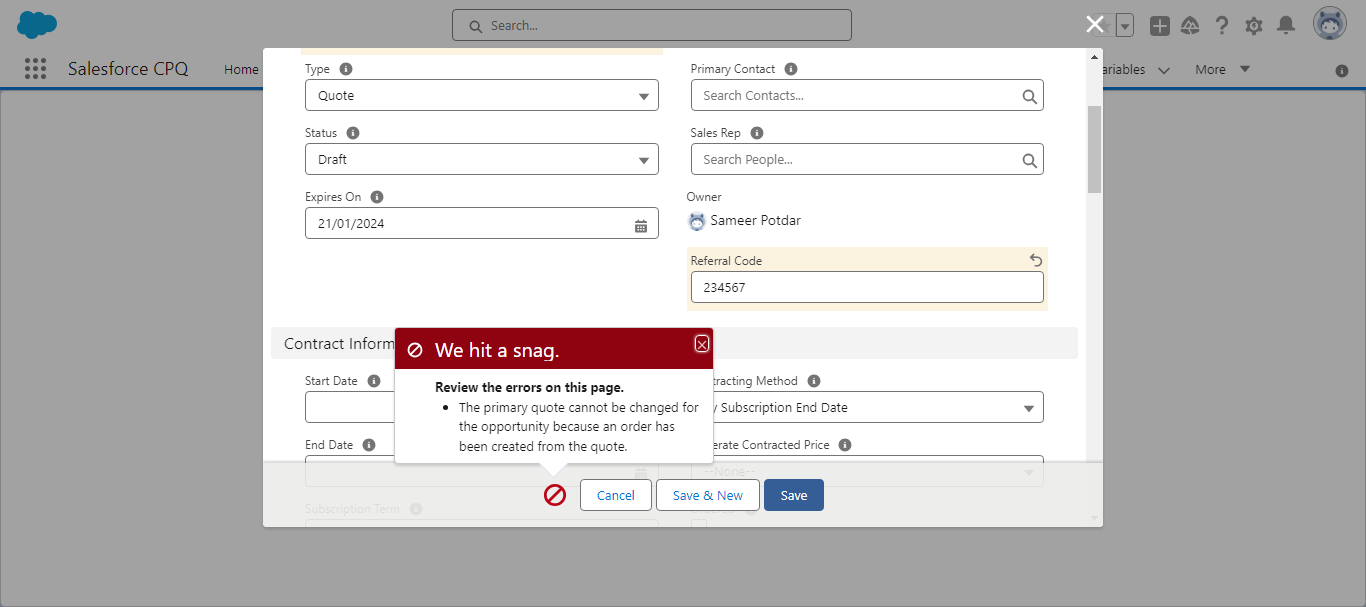 Search...
Salesforce CPQ
Home
ariables
More
Type
Primary Contact
Quote
Search Contacts...
Status
Sales Rep
Draft
Search People...
Expires On
Owner
21/01/2024
Sameer Potdar
Referral Code
234567
Contract Inform
We hit a snag.
Review the errors on this page.
The primary quote cannot be changed for
the opportunity because an order has
been created from the quote.
Start Date
tracting Method
y Subscription End Date
End Date
erate Contracted Price
--None--
Cancel
Save & New
Save
Subscription Term